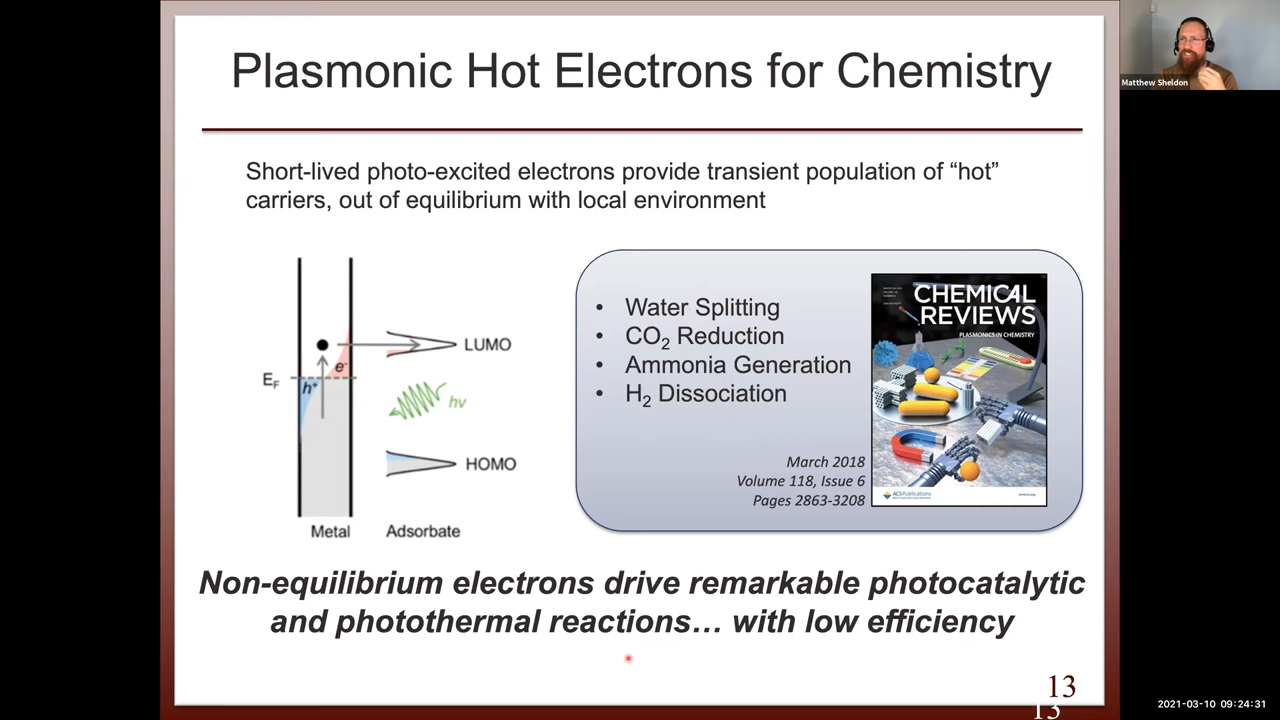 Plasmonic Hot Electrons for Chemistry
Matthew Sheldon
Short-lived photo-excited electrons provide transient population of “hot”
carriers, out of equilibrium with local environment
LUMO
E_F
e⁻
h⁺
hν
HOMO
Metal
Adsorbate
• Water Splitting
• CO₂ Reduction
• Ammonia Generation
• H₂ Dissociation
March 2018
Volume 118, Issue 6
Pages 2863-3208
CHEMICAL
REVIEWS
PLASMONICS IN CHEMISTRY
ACS Publications
Non-equilibrium electrons drive remarkable photocatalytic
and photothermal reactions… with low efficiency
13
13
2021-03-10 09:24:31